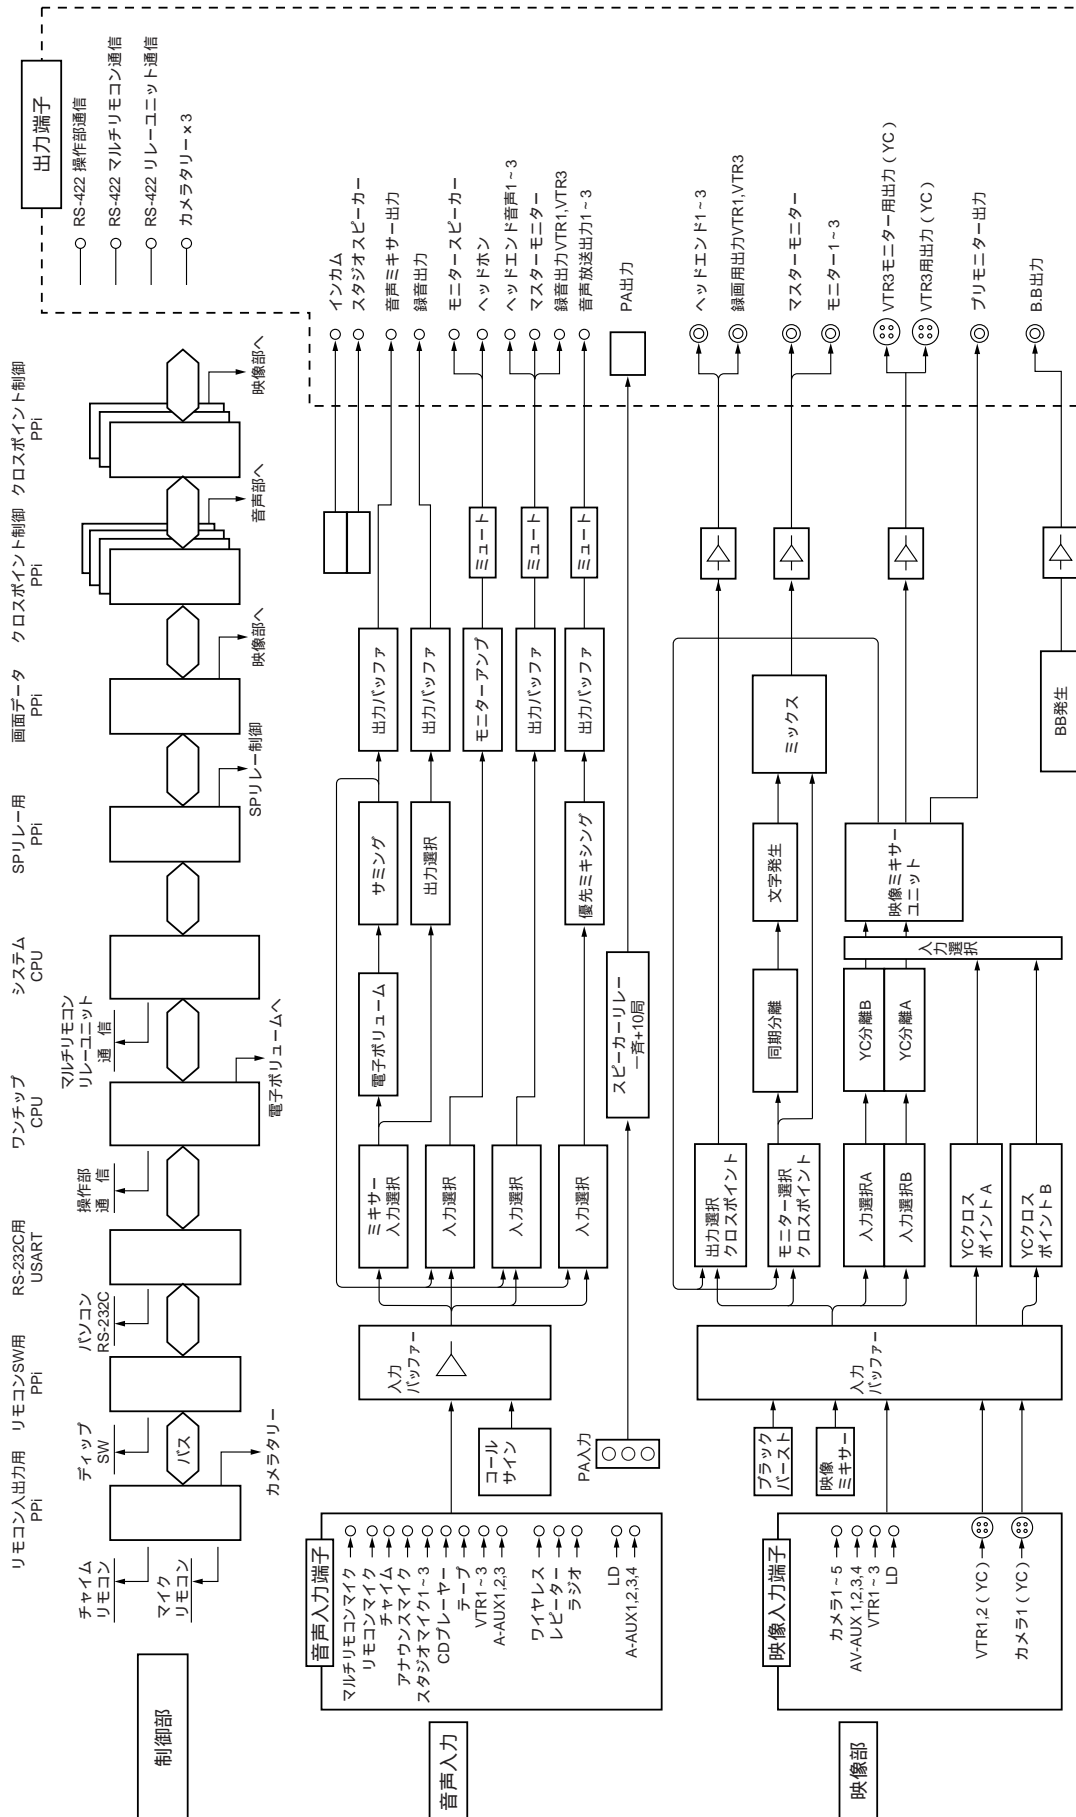 制御部
チャイム
リモコン
マイク
リモコン
リモコン入出力用
PPi
カメラタリー
バス
ディップ
SW
リモコンSW用
PPi
パソコン
RS-232C
RS-232C用
USART
操作部
通 信
ワンチップ
CPU
電子ボリュームへ
マルチリモコン
リレーユニット
通 信
システム
CPU
SPリレー用
PPi
SPリレー制御
画面データ
PPi
映像部へ
クロスポイント制御
PPi
音声部へ
クロスポイント制御
PPi
映像部へ
出力端子
RS-422 操作部通信
RS-422 マルチリモコン通信
RS-422 リレーユニット通信
カメラタリー×3
音声入力
音声入力端子
マルチリモコンマイク
リモコンマイク
チャイム
アナウンスマイク
スタジオマイク1~3
CDプレーヤー
テープ
VTR1~3
A-AUX1,2,3
ワイヤレス
レピーター
ラジオ
LD
A-AUX1,2,3,4
コール
サイン
PA入力
入力
バッファー
ミキサー
入力選択
入力選択
入力選択
入力選択
電子ボリューム
サミング
出力選択
優先ミキシング
スピーカーリレー
一斉+10局
出力バッファ
出力バッファ
モニターアンプ
出力バッファ
出力バッファ
ミュート
ミュート
ミュート
インカム
スタジオスピーカー
音声ミキサー出力
録音出力
モニタースピーカー
ヘッドホン
ヘッドエンド音声1~3
マスターモニター
録音出力VTR1,VTR3
音声放送出力1~3
PA出力
映像部
映像入力端子
カメラ1~5
AV-AUX1,2,3,4
VTR1~3
LD
VTR1,2(YC)
カメラ1(YC)
ブラック
バースト
映像
ミキサー
入力
バッファー
出力選択
クロスポイント
モニター選択
クロスポイント
入力選択A
入力選択B
YCクロス
ポイントA
YCクロス
ポイントB
同期分離
YC分離B
YC分離A
入力
選択
文字発生
映像ミキサー
ユニット
ミックス
BB発生
ヘッドエンド1~3
録画用出力VTR1,VTR3
マスターモニター
モニター1~3
VTR3モニター用出力(YC)
VTR3用出力(YC)
プリモニター出力
B.B出力